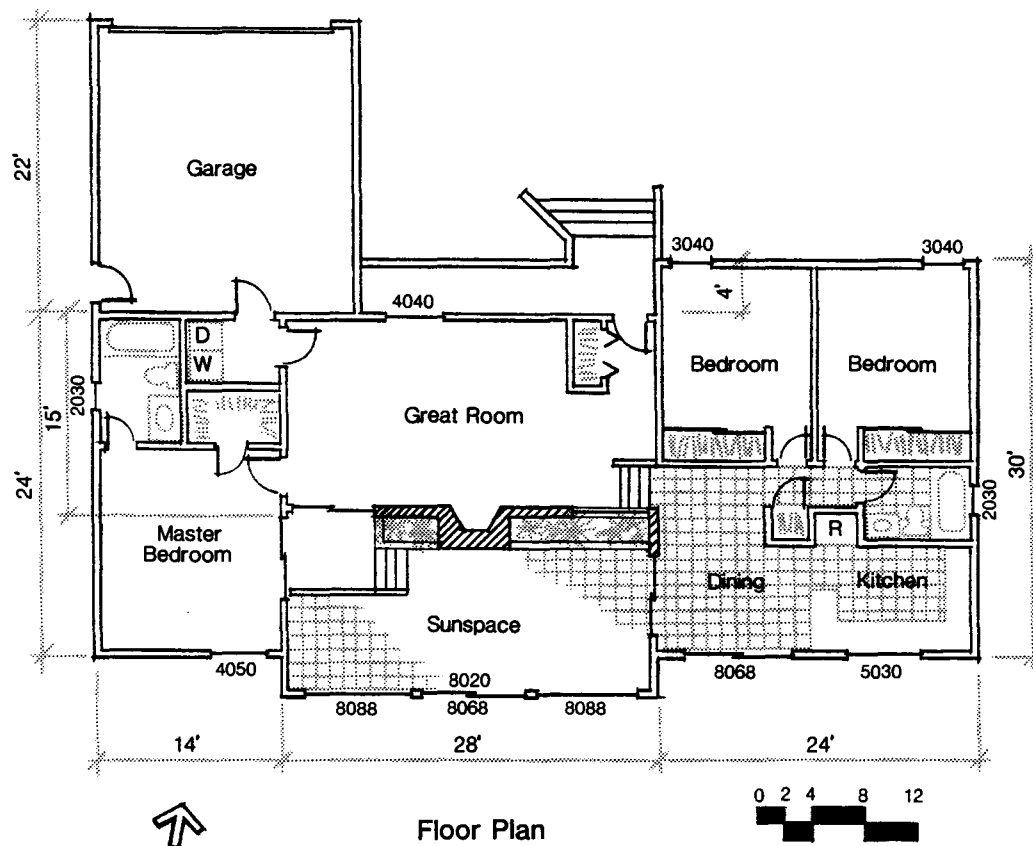 22'
Garage
3040
3040
4'
4040
D
W
Bedroom
Bedroom
2030
15'
Great Room
30'
24'
2030
Master
Bedroom
R
Dining
Kitchen
Sunspace
4050
8020
8068
5030
8088
8068
8088
14'
28'
24'
0 2 4 8 12
Floor Plan